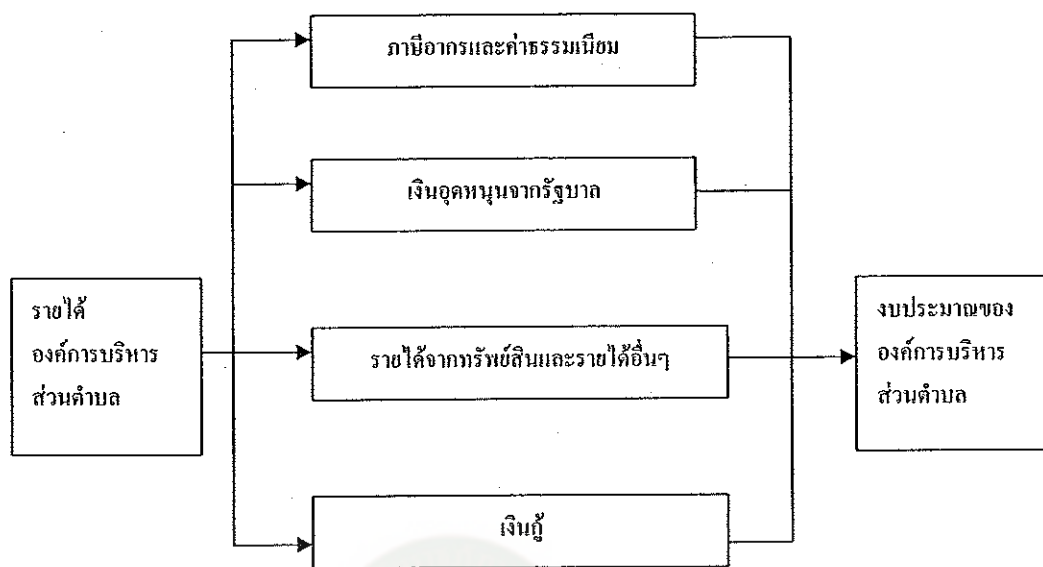 ภาษีอากรและค่าธรรมเนียม
เงินอุดหนุนจากรัฐบาล
รายได้
องค์การบริหาร
ส่วนตำบล
รายได้จากทรัพย์สินและรายได้อื่นๆ
งบประมาณของ
องค์การบริหาร
ส่วนตำบล
เงินกู้